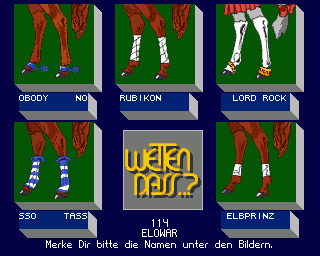 OBODY NO
RUBIKON
LORD ROCK
SSO TASS
WETTEN DASS..?
ELBPRINZ
114
ELOWAR
Merke Dir bitte die Namen unter den Bildern.